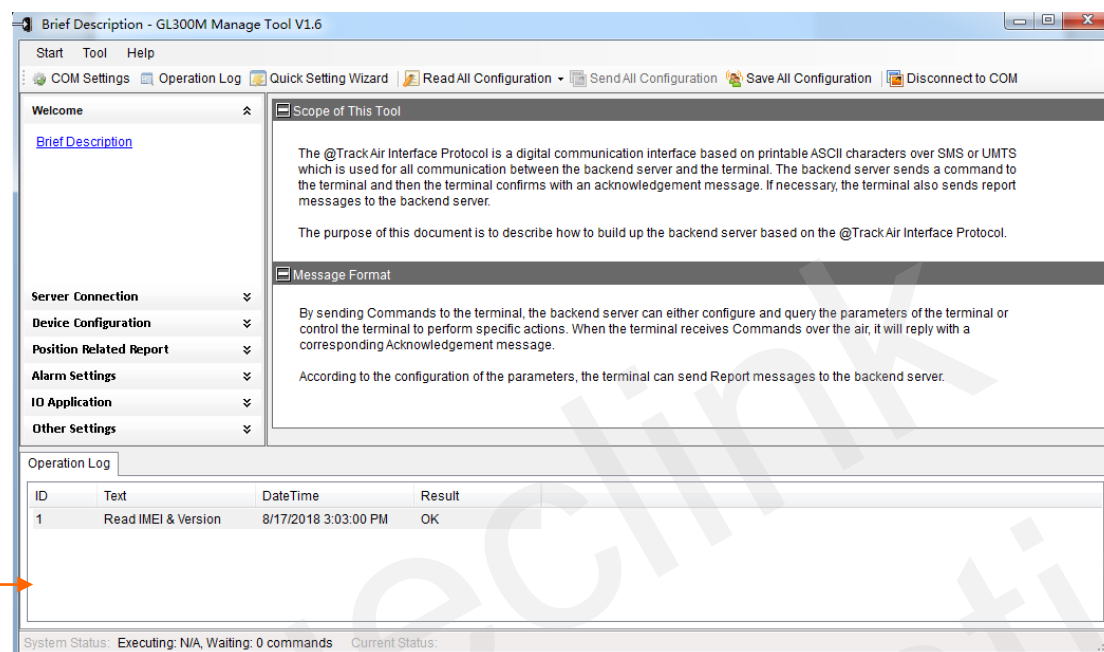 Brief Description - GL300M Manage Tool V1.6
Start Tool Help
COM Settings Operation Log Quick Setting Wizard Read All Configuration Send All Configuration Save All Configuration Disconnect to COM
Welcome
Brief Description
Server Connection
Device Configuration
Position Related Report
Alarm Settings
IO Application
Other Settings
Scope of This Tool
The @Track Air Interface Protocol is a digital communication interface based on printable ASCII characters over SMS or UMTS
which is used for all communication between the backend server and the terminal. The backend server sends a command to
the terminal and then the terminal confirms with an acknowledgement message. If necessary, the terminal also sends report
messages to the backend server.
The purpose of this document is to describe how to build up the backend server based on the @Track Air Interface Protocol.
Message Format
By sending Commands to the terminal, the backend server can either configure and query the parameters of the terminal or
control the terminal to perform specific actions. When the terminal receives Commands over the air, it will reply with a
corresponding Acknowledgement message.
According to the configuration of the parameters, the terminal can send Report messages to the backend server.
Operation Log
ID Text DateTime Result
1 Read IMEI & Version 8/17/2018 3:03:00 PM OK
System Status: Executing: N/A, Waiting: 0 commands Current Status: